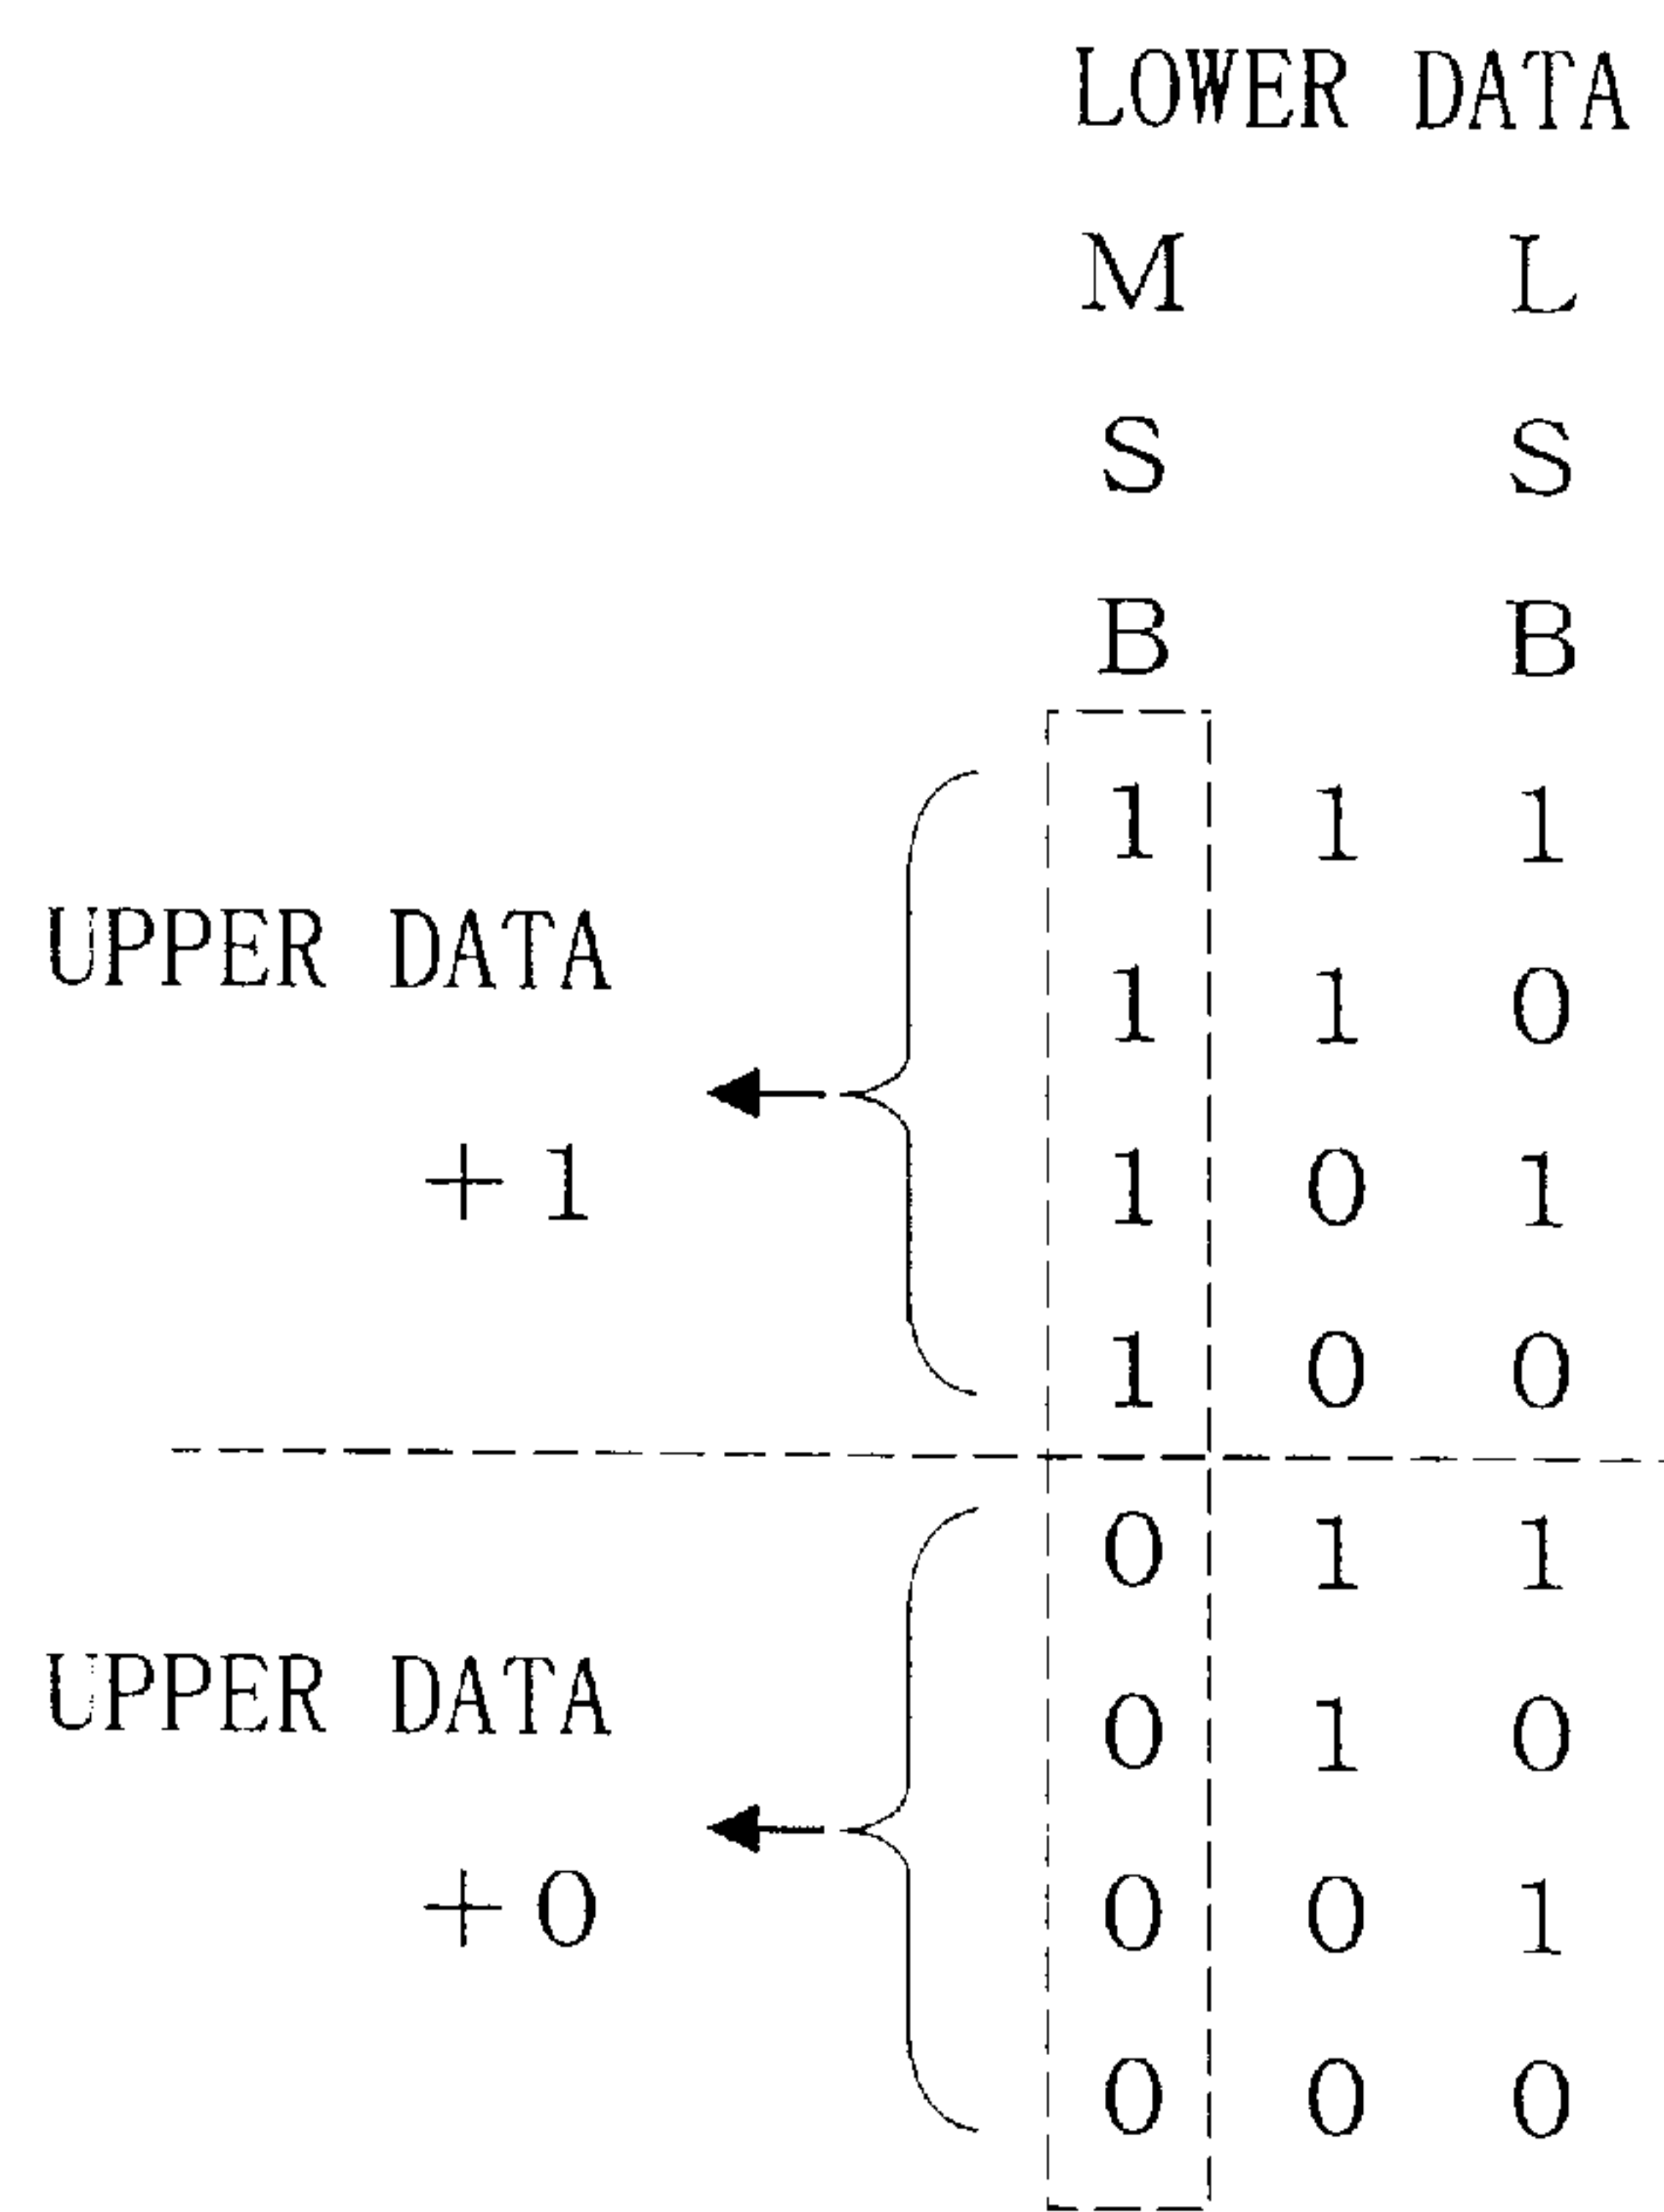 LOWER DATA
M L
S S
B B
1 1 1
UPPER DATA
1 1 0
+1
1 0 1
1 0 0
0 1 1
UPPER DATA
0 1 0
+0
0 0 1
0 0 0